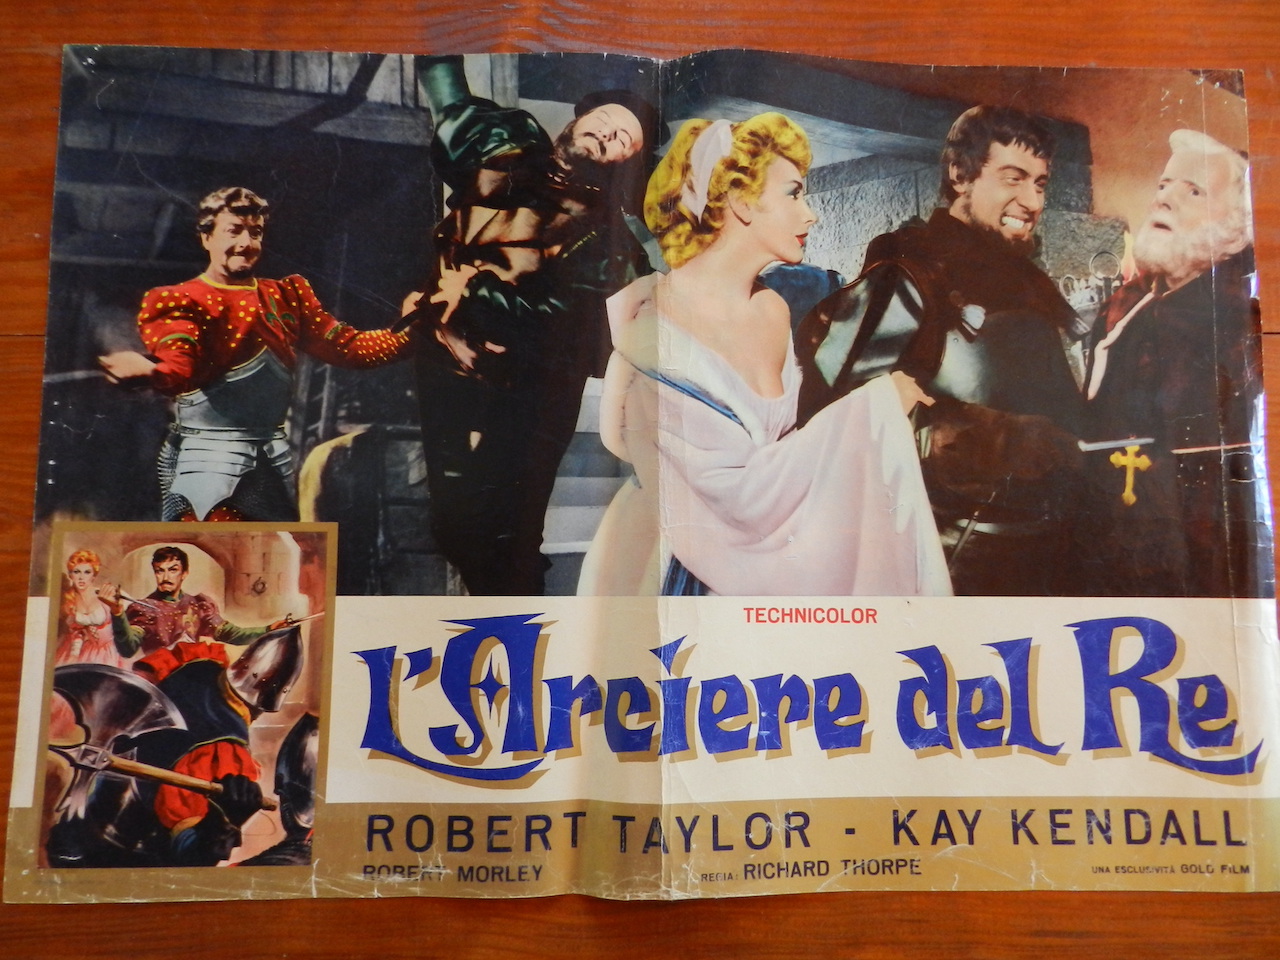 TECHNICOLOR
L'Arciere del Re
ROBERT TAYLOR - KAY KENDALL
ROBERT MORLEY
REGIA: RICHARD THORPE
UNA ESCLUSIVITÀ GOLD FILM